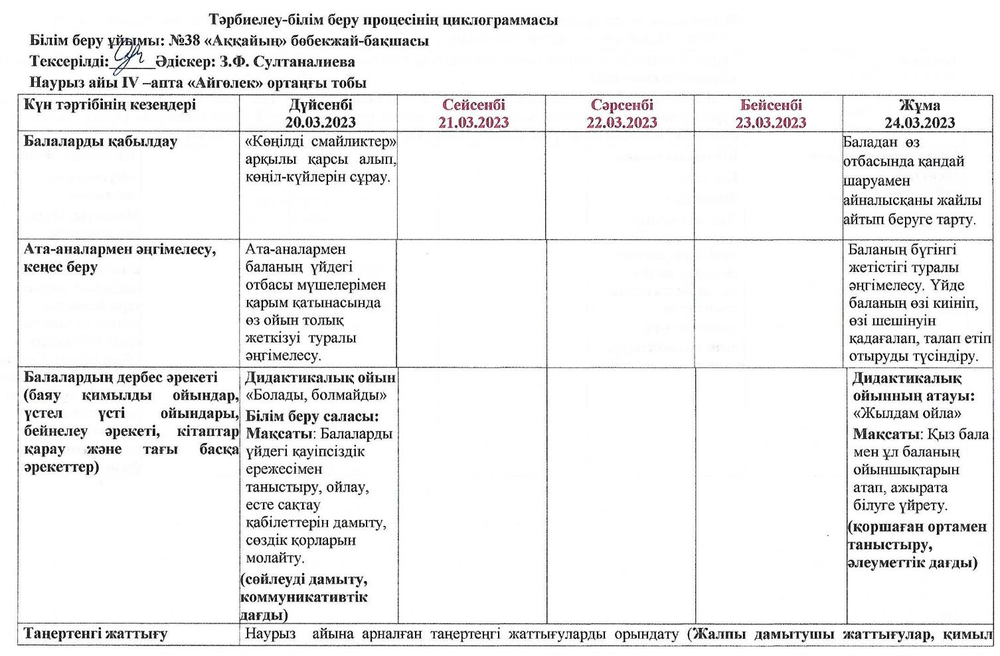 Тәрбиелеу-білім беру процесінің циклограммасы
Білім беру ұйымы: №38 «Аққайың» бөбекжай-бақшасы
Тексерілді:______Әдіскер: З.Ф. Султаналиева
Наурыз айы IV –апта «Айгөлек» ортаңғы тобы
Күн тәртібінің кезеңдері
Дүйсенбі
20.03.2023
Сейсенбі
21.03.2023
Сәрсенбі
22.03.2023
Бейсенбі
23.03.2023
Жұма
24.03.2023
Балаларды қабылдау
«Көңілді смайликтер»
арқылы қарсы алып,
көңіл-күйлерін сұрау.
Баладан өз
отбасында қандай
шаруамен
айналысқаны жайлы
айтып беруге тарту.
Ата-аналармен әңгімелесу,
кеңес беру
Ата-аналармен
баланың үйдегі
отбасы мүшелерімен
қарым қатынасында
өз ойын толық
жеткізуі туралы
әңгімелесу.
Баланың бүгінгі
жетістігі туралы
әңгімелесу. Үйде
баланың өзі киініп,
өзі шешінуін
қадағалап, талап етіп
отыруды түсіндіру.
Балалардың дербес әрекеті
(баяу қимылды ойындар,
үстел үсті ойындары,
бейнелеу әрекеті, кітаптар
қарау және тағы басқа
әрекеттер)
Дидактикалық ойын
«Болады, болмайды»
Білім беру саласы:
Мақсаты: Балаларды
үйдегі қауіпсіздік
ережесімен
таныстыру, ойлау,
есте сақтау
қабілеттерін дамыту,
сөздік қорларын
молайту.
(сөйлеуді дамыту,
коммуникативтік
дағды)
Дидактикалық
ойынның атауы:
«Жылдам ойла»
Мақсаты: Қыз бала
мен ұл баланың
ойыншықтарын
атап, ажырата
білуге үйрету.
(қоршаған ортамен
таныстыру,
әлеуметтік дағды)
Таңертенгі жаттығу
Наурыз айына арналған таңертеңгі жаттығуларды орындату (Жалпы дамытушы жаттығулар, қимыл